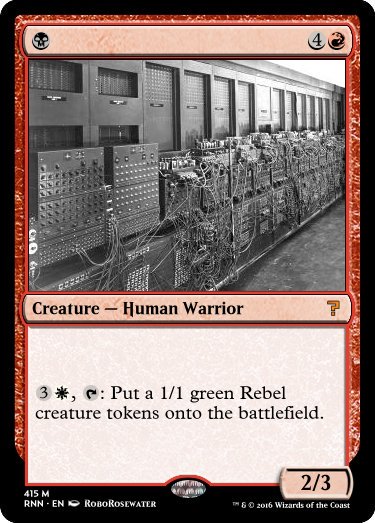 4
Creature — Human Warrior
3, : Put a 1/1 green Rebel
creature tokens onto the battlefield.
2/3
415 M
RNN • EN RoboRosewater
™ & © 2016 Wizards of the Coast